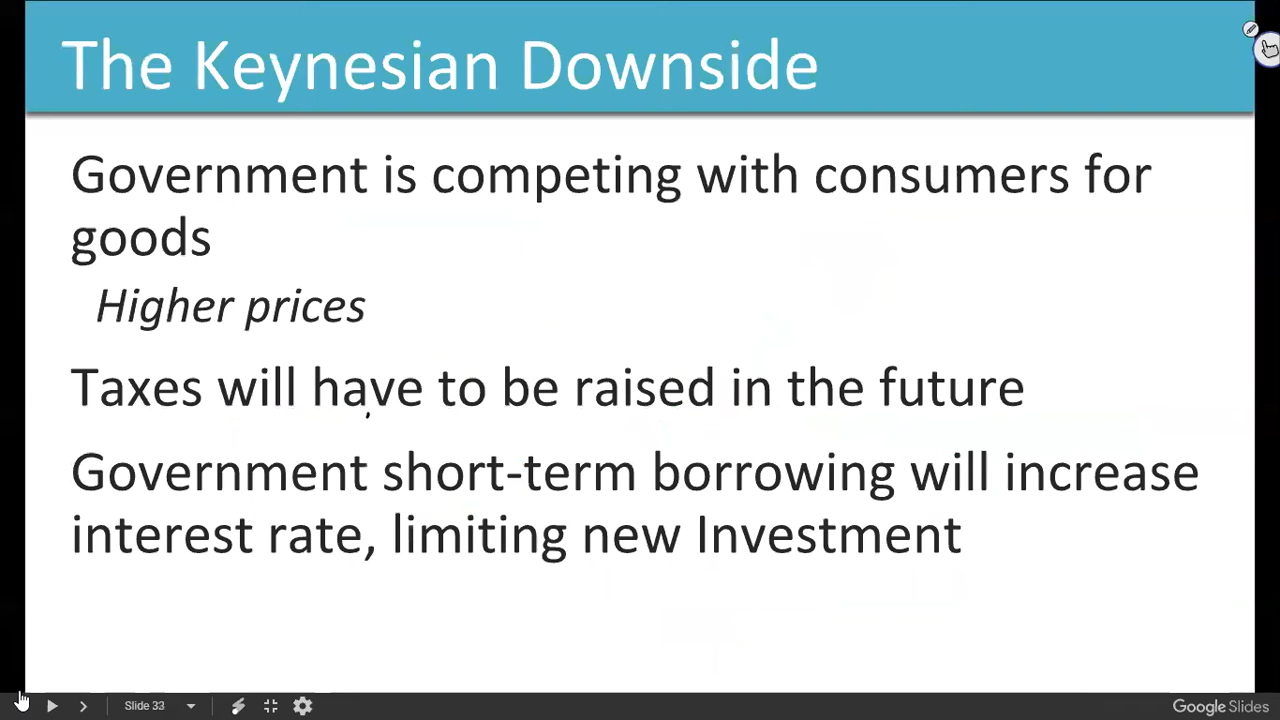 The Keynesian Downside
Government is competing with consumers for
goods
Higher prices
Taxes will have to be raised in the future
Government short-term borrowing will increase
interest rate, limiting new Investment
Slide 33
Google Slides